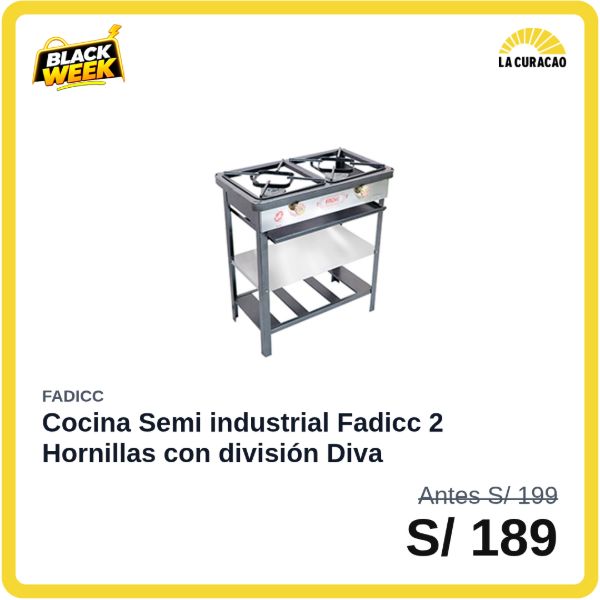 BLACK
WEEK
LA CURACAO
FADICC
Cocina Semi industrial Fadicc 2
Hornillas con división Diva
Antes S/ 199
S/ 189